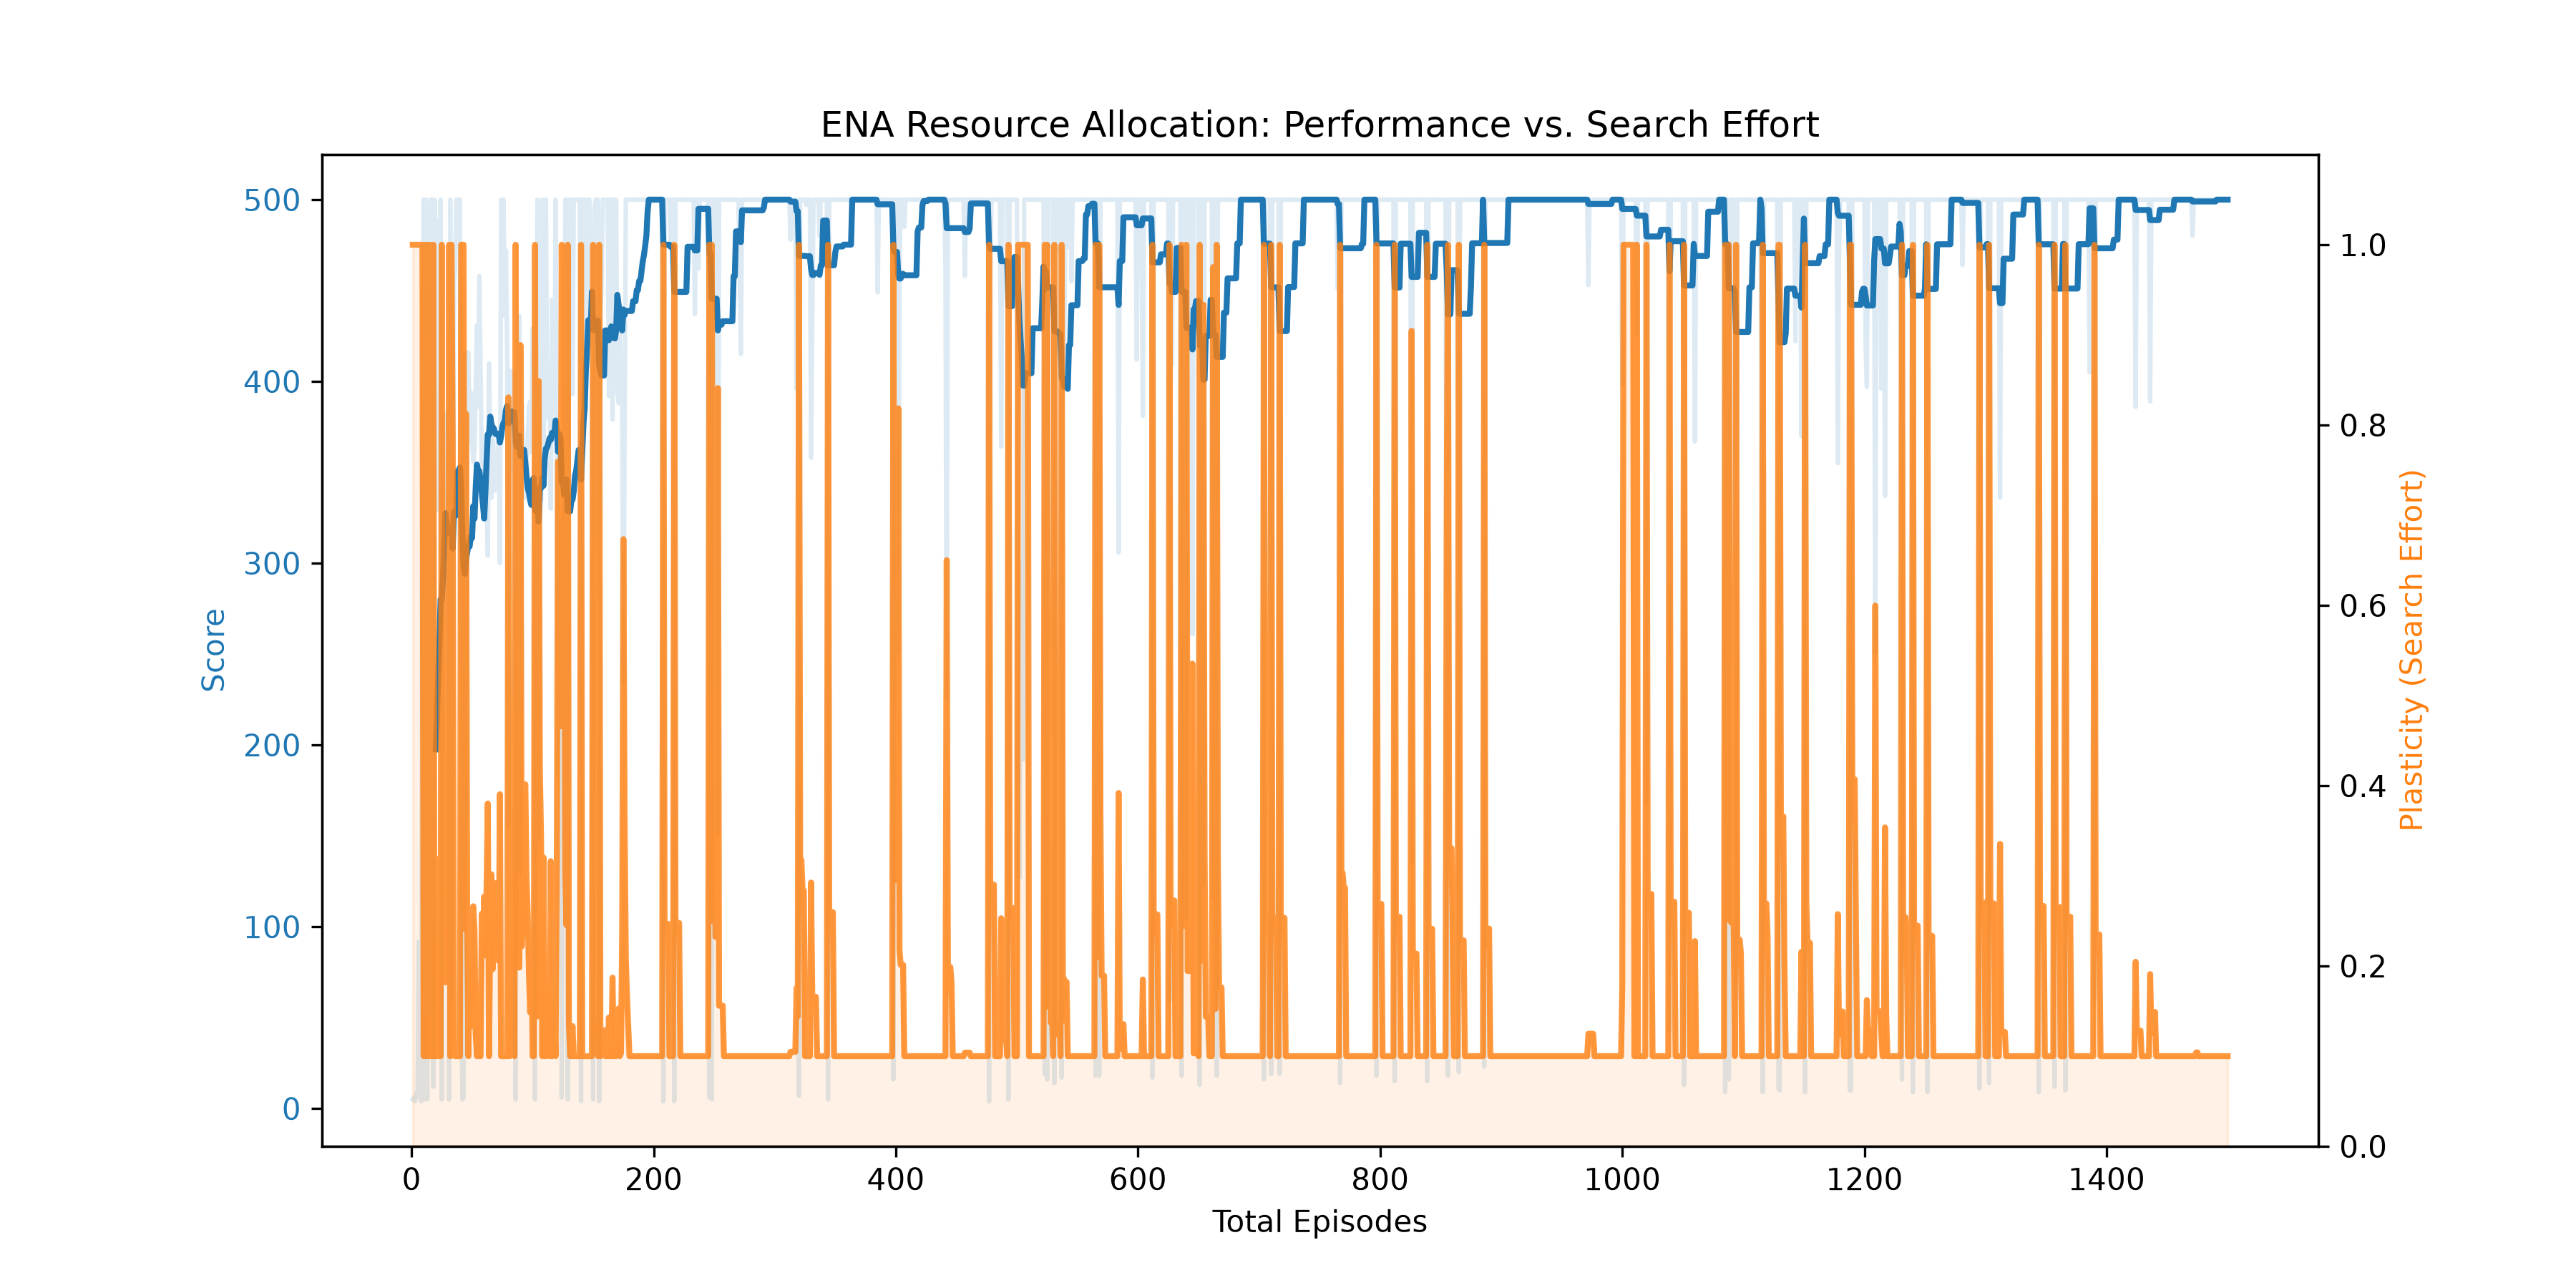 ENA Resource Allocation: Performance vs. Search Effort
500
400
300
200
100
0
Score
1.0
0.8
0.6
0.4
0.2
0.0
Plasticity (Search Effort)
0 200 400 600 800 1000 1200 1400
Total Episodes